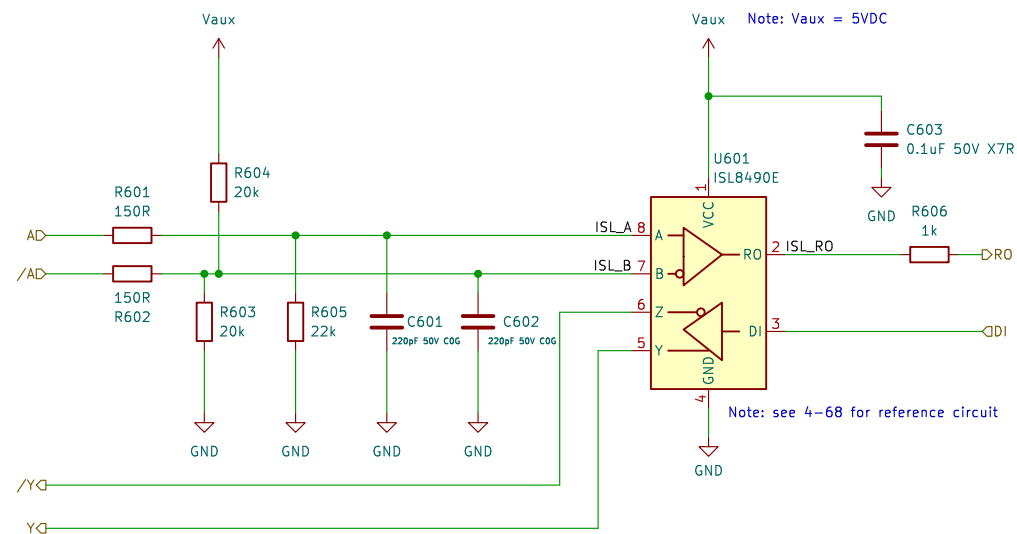 Vaux
Vaux
Note: Vaux = 5VDC
C603
0.1uF 50V X7R
GND
U601
ISL8490E
R604
20k
R601
150R
R606
1k
1
VCC
A
ISL_A
8
A
2
ISL_RO
RO
RO
/A
ISL_B
7
B
150R
R602
R603
20k
R605
22k
C601
220pF 50V C0G
C602
220pF 50V C0G
6
Z
3
DI
DI
5
Y
GND
4
Note: see 4-68 for reference circuit
GND
GND
GND
GND
GND
/Y
Y